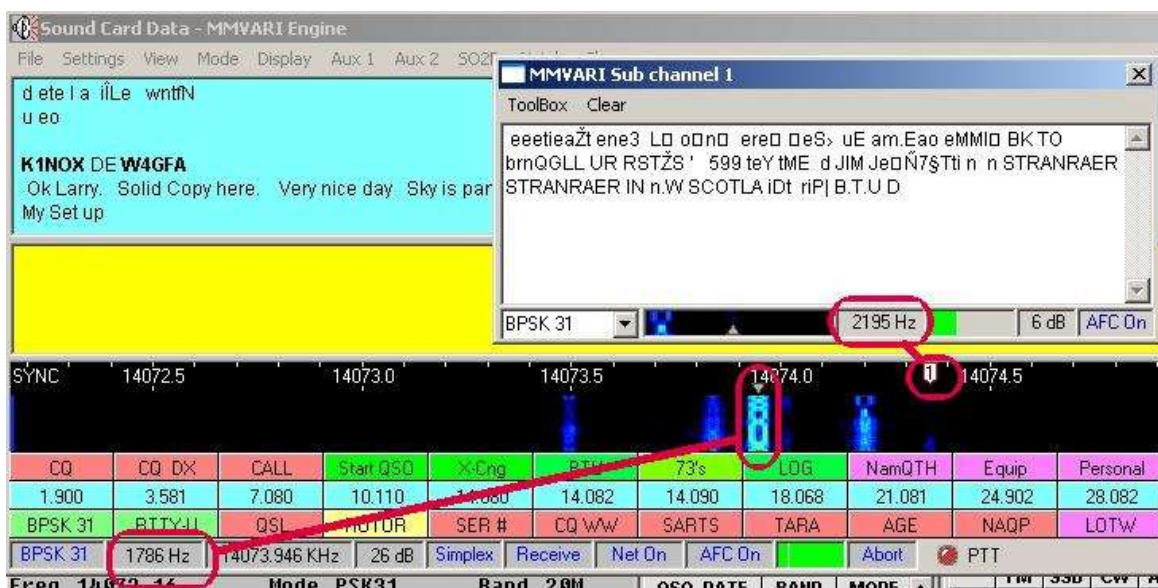 Sound Card Data - MMVARI Engine
File Settings View Mode Display Aux 1 Aux 2
d ete l a iÎLe wntfN
u eo
K1NOX DE W4GFA
Ok Larry. Solid Copy here. Very nice day Sky is par
My Set up
MMVARI Sub channel 1
ToolBox Clear
eeetieaŽt ene3 L□ o□n□ ere□ □eS› uE am.Eao eMMI□ BK TO
brnQGLL UR RSTŽS ' 599 teY tME d JIM Je□Ñ7§Tti n n STRANRAER
STRANRAER IN n.W SCOTLA iDt riP| B.T.U D
BPSK 31 2195 Hz 6 dB AFC On
SYNC 14072.5 14073.0 14073.5 14074.0 1 14074.5
CQ CQ DX CALL Start QSO X-Cng 73's LOG NamQTH Equip Personal
1.900 3.581 7.080 10.110 14.080 14.082 14.090 18.068 21.081 24.902 28.082
BPSK 31 RTTY-U QSL ROTOR SER # CQ WW SARTS TARA AGE NAQP LOTW
BPSK 31 1786 Hz 14073.946 KHz 26 dB Simplex Receive Net On AFC On Abort PTT
Mode PSK31 Band 20M QSO DATE BAND MODE SSB CW